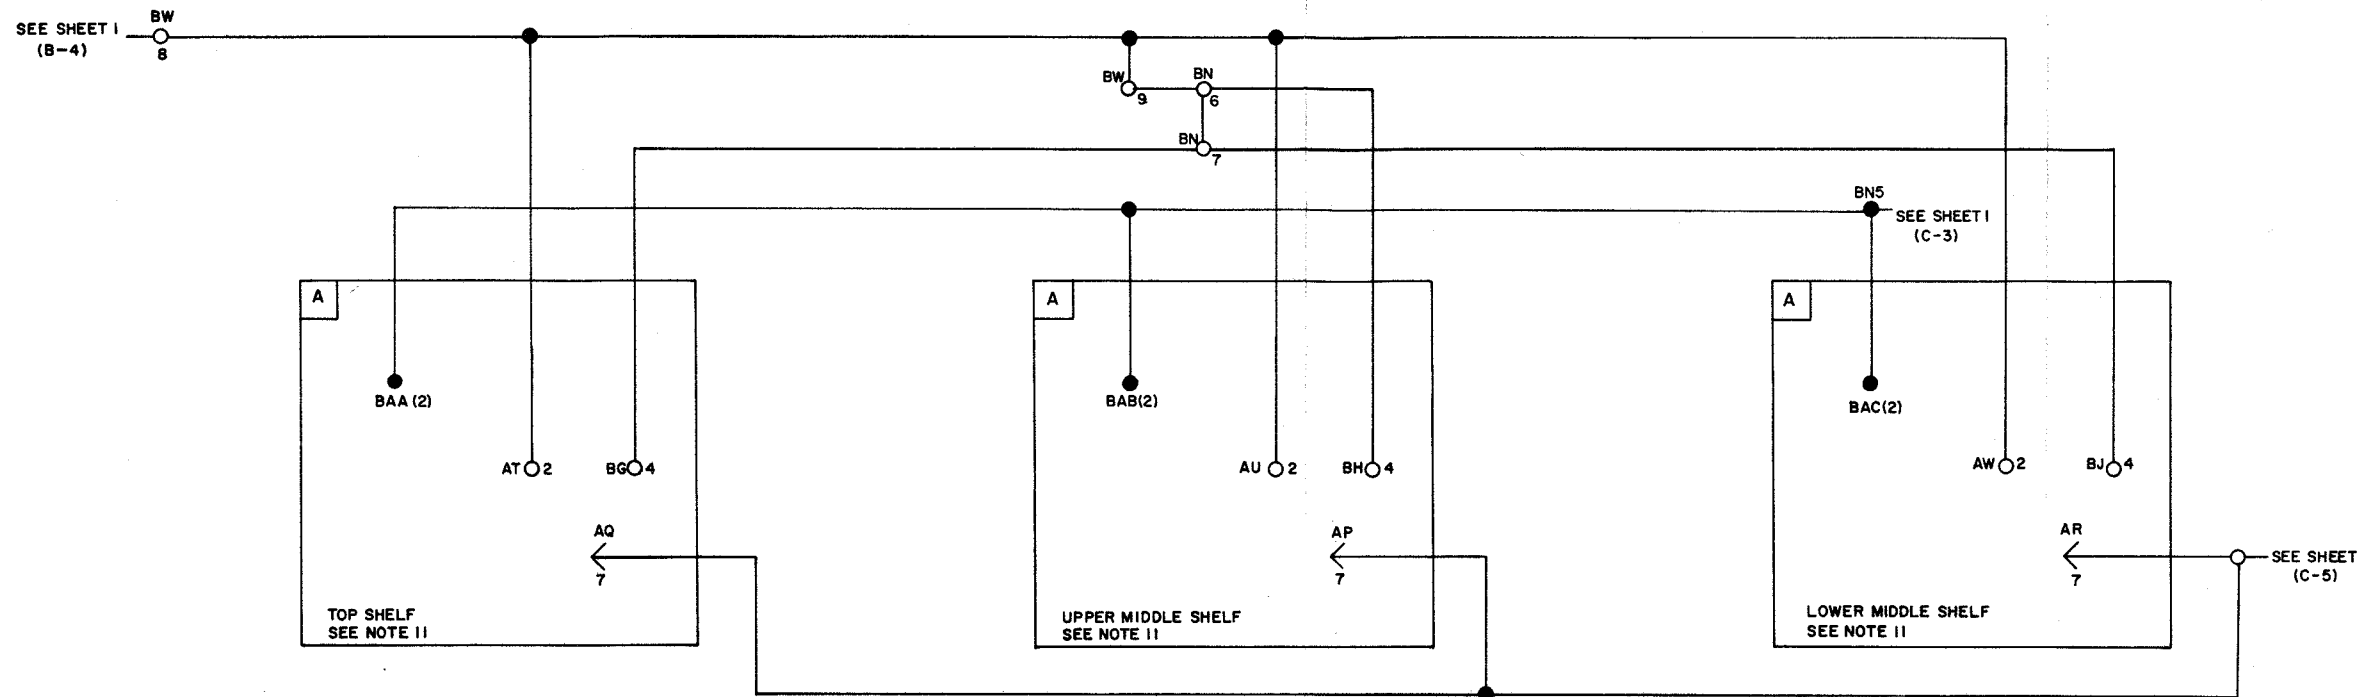 BW
SEE SHEET 1
(B-4)
8
BW
9
BN
6
BN
7
BN5
SEE SHEET 1
(C-3)
A
BAA (2)
AT 2
BG 4
AQ
7
TOP SHELF
SEE NOTE 11
A
BAB(2)
AU 2
BH 4
AP
7
UPPER MIDDLE SHELF
SEE NOTE 11
A
BAC(2)
AW 2
BJ 4
AR
7
SEE SHEET
(C-5)
LOWER MIDDLE SHELF
SEE NOTE 11